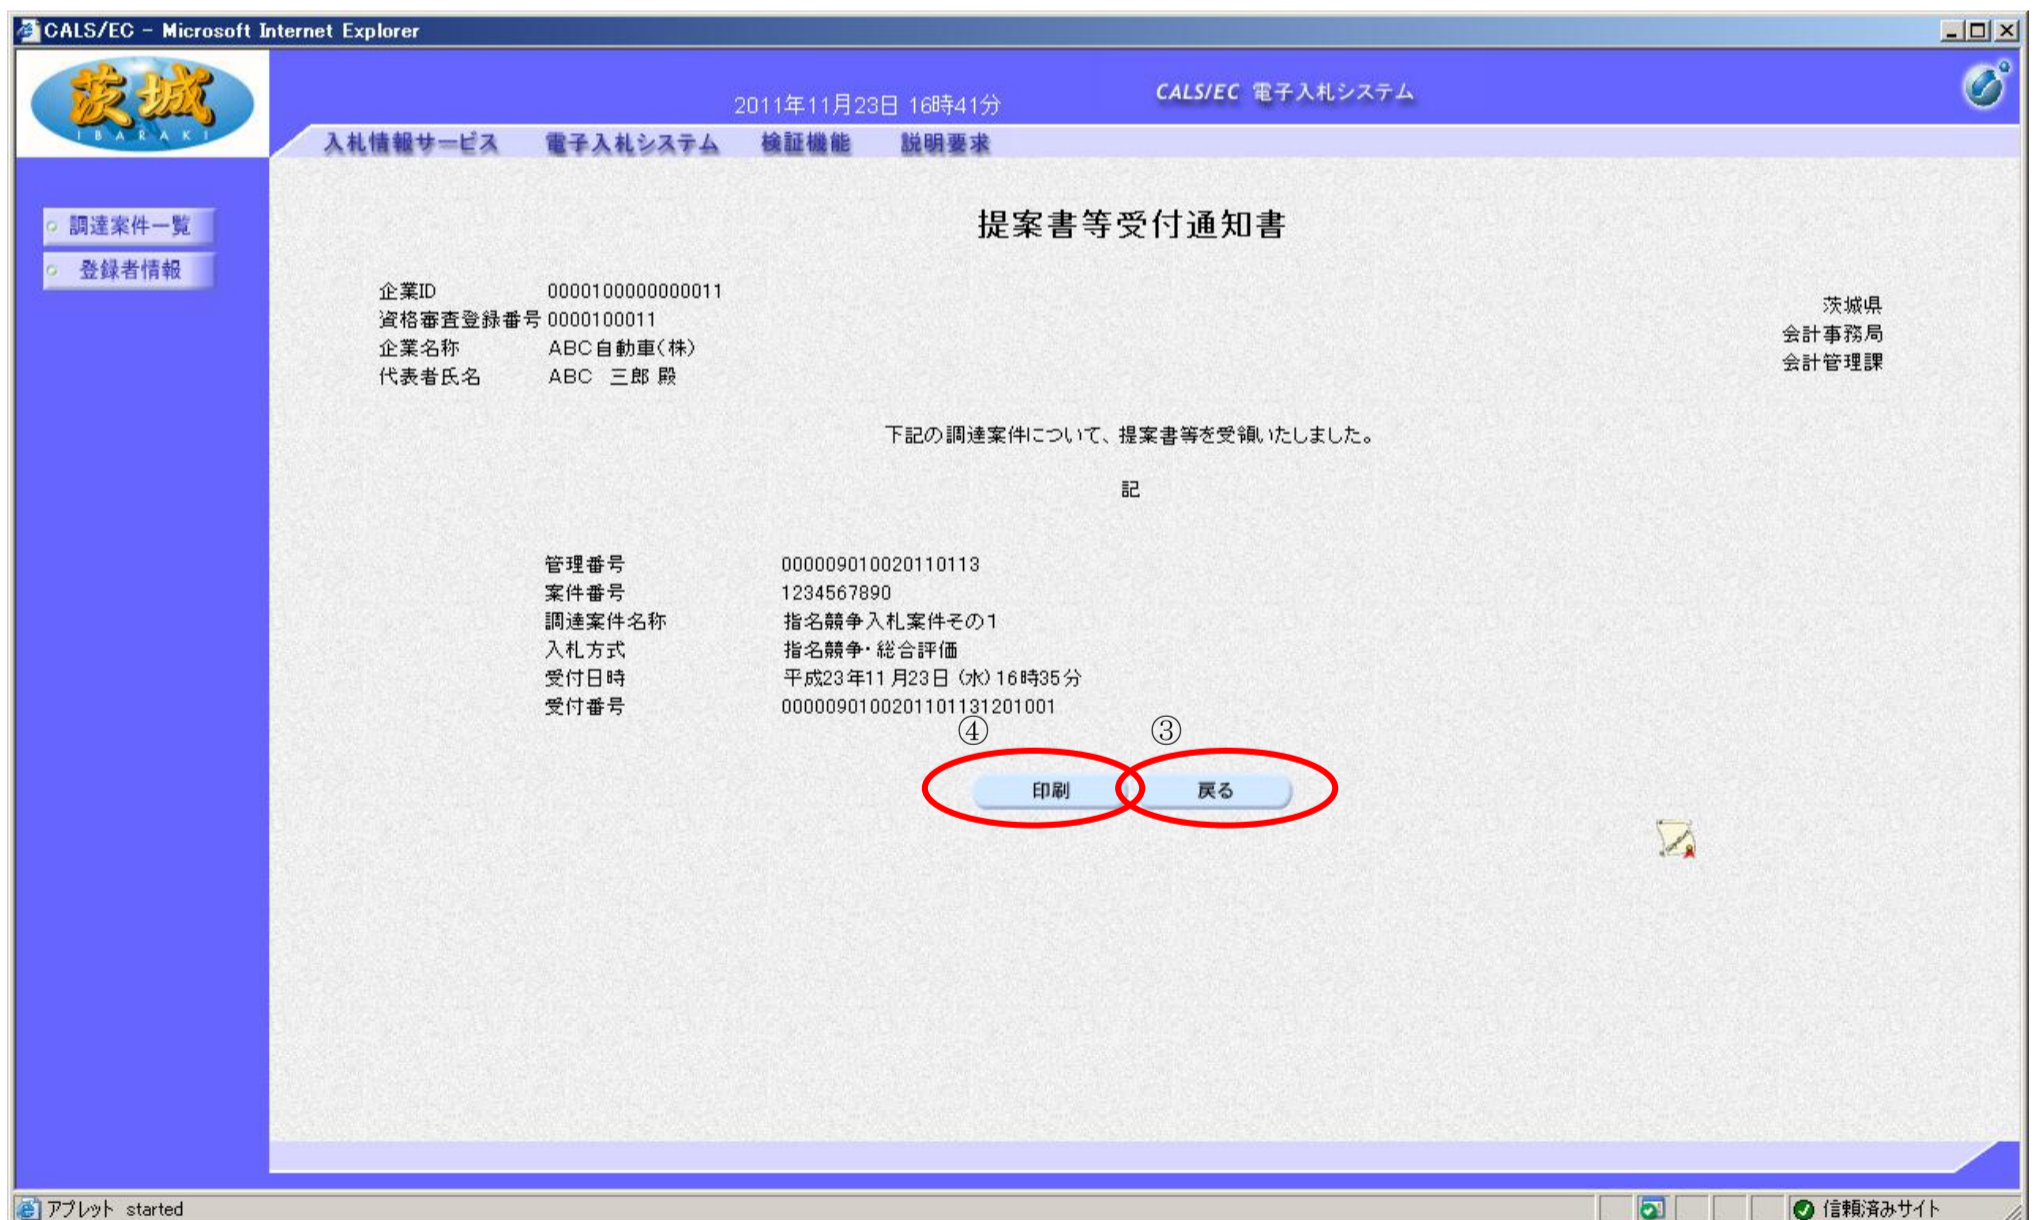 CALS/EC - Microsoft Internet Explorer
茨城
IBARAKI
2011年11月23日 16時41分
CALS/EC 電子入札システム
入札情報サービス 電子入札システム 検証機能 説明要求
調達案件一覧
登録者情報
提案書等受付通知書
企業ID 0000100000000011
資格審査登録番号 0000100011
企業名称 ABC自動車(株)
代表者氏名 ABC 三郎 殿
茨城県
会計事務局
会計管理課
下記の調達案件について、提案書等を受領いたしました。
記
管理番号 000009010020110113
案件番号 1234567890
調達案件名称 指名競争入札案件その1
入札方式 指名競争・総合評価
受付日時 平成23年11月23日 (水) 16時35分
受付番号 0000090100201101131201001
④ ③
印刷 戻る
アプレット started
信頼済みサイト